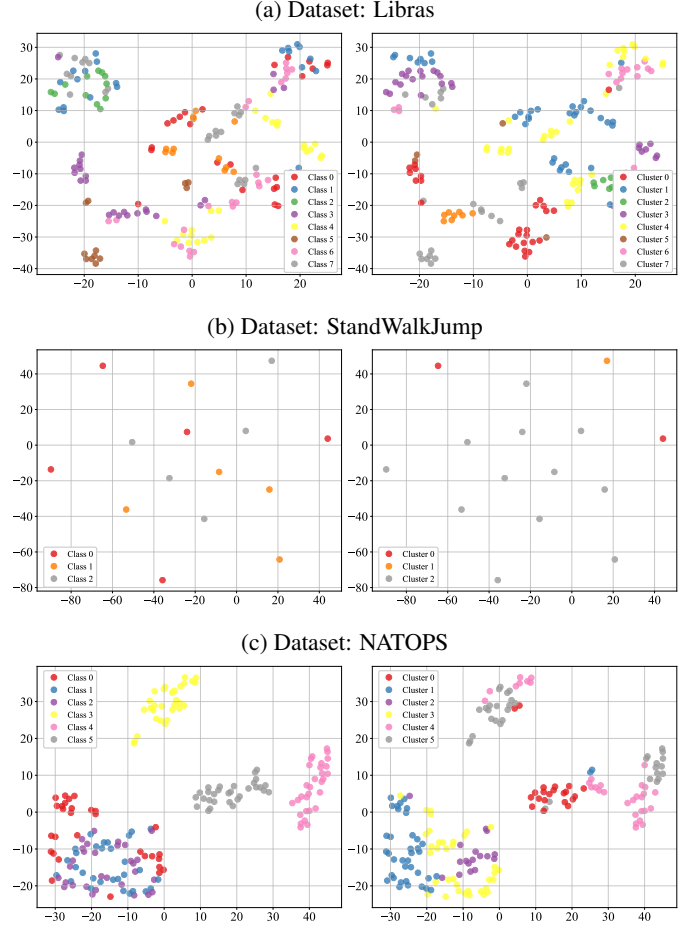 (a) Dataset: Libras
30
20
10
0
−10
−20
−30
−40
−20
−10
0
10
20
Class 0
Class 1
Class 2
Class 3
Class 4
Class 5
Class 6
Class 7
30
20
10
0
−10
−20
−30
−40
−20
−10
0
10
20
Cluster 0
Cluster 1
Cluster 2
Cluster 3
Cluster 4
Cluster 5
Cluster 6
Cluster 7
(b) Dataset: StandWalkJump
40
20
0
−20
−40
−60
−80
−80
−60
−40
−20
0
20
40
Class 0
Class 1
Class 2
40
20
0
−20
−40
−60
−80
−80
−60
−40
−20
0
20
40
Cluster 0
Cluster 1
Cluster 2
(c) Dataset: NATOPS
Class 0
Class 1
Class 2
Class 3
Class 4
Class 5
30
20
10
0
−10
−20
−30
−20
−10
0
10
20
30
40
Cluster 0
Cluster 1
Cluster 2
Cluster 3
Cluster 4
Cluster 5
30
20
10
0
−10
−20
−30
−20
−10
0
10
20
30
40